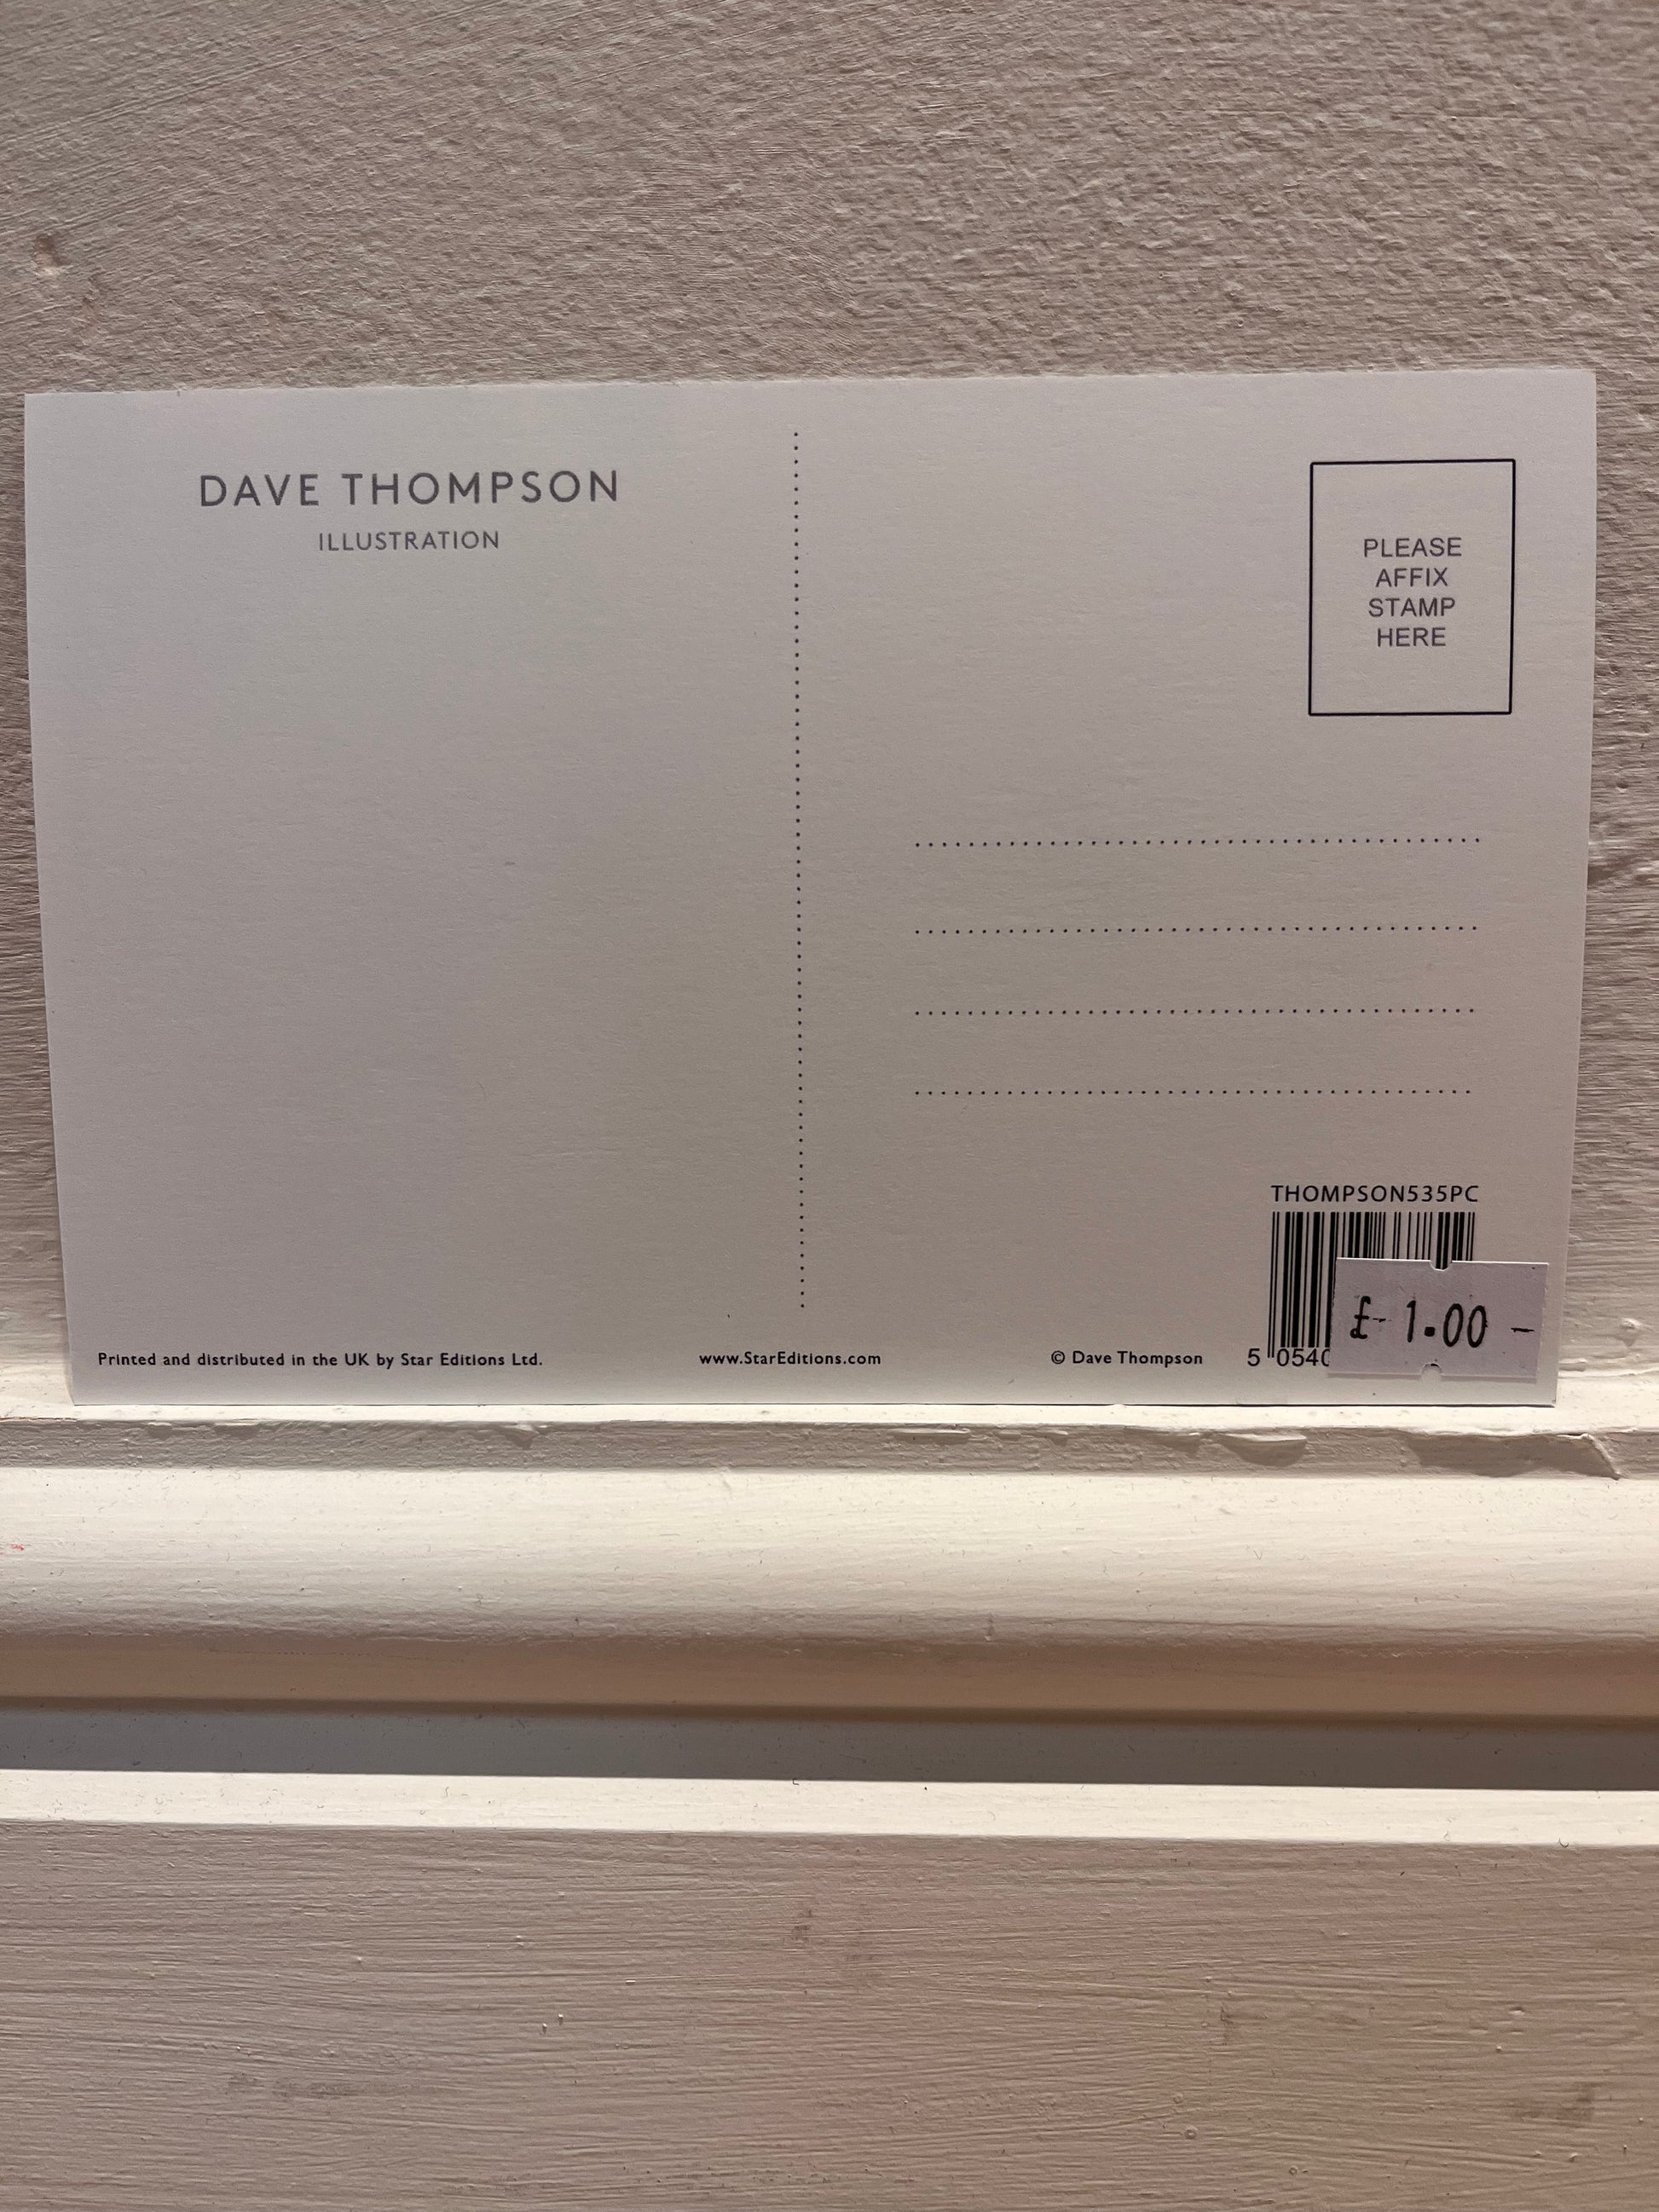 DAVE THOMPSON
ILLUSTRATION
PLEASE
AFFIX
STAMP
HERE
THOMPSON535PC
£- 1.00 -
Printed and distributed in the UK by Star Editions Ltd.
www.StarEditions.com
© Dave Thompson
5 054